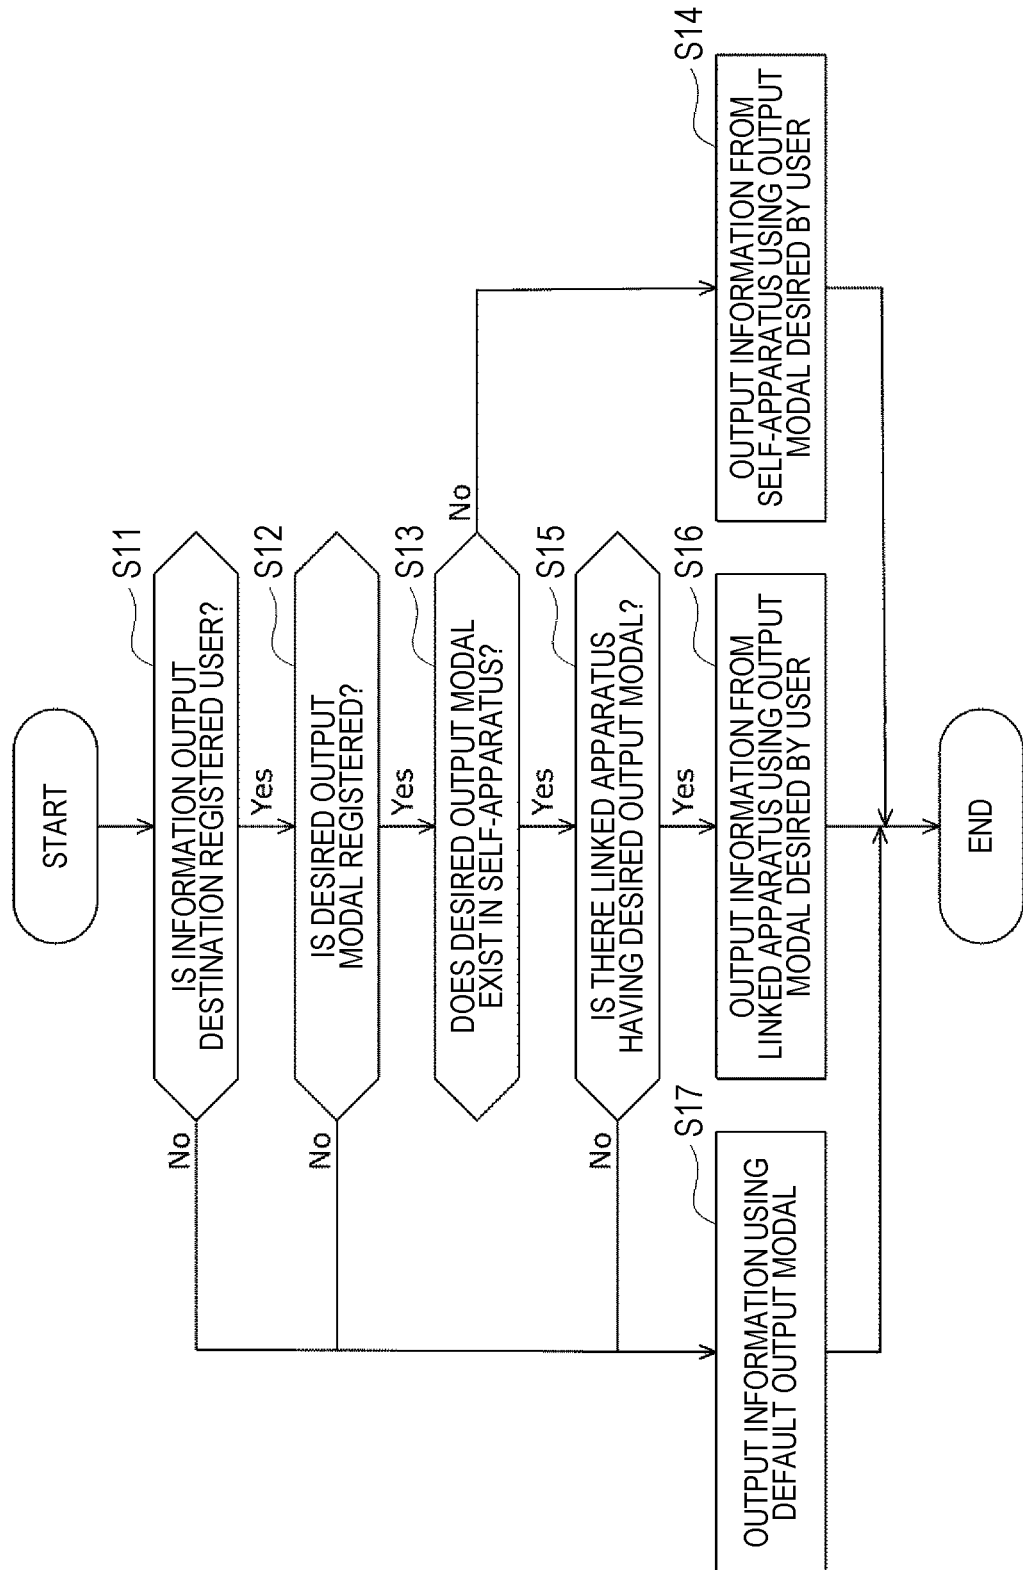 START
S11
IS INFORMATION OUTPUT
DESTINATION REGISTERED USER?
No
Yes
S12
IS DESIRED OUTPUT
MODAL REGISTERED?
No
Yes
S13
DOES DESIRED OUTPUT MODAL
EXIST IN SELF-APPARATUS?
No
Yes
S15
IS THERE LINKED APPARATUS
HAVING DESIRED OUTPUT MODAL?
No
Yes
S17
OUTPUT INFORMATION USING
DEFAULT OUTPUT MODAL
S16
OUTPUT INFORMATION FROM
LINKED APPARATUS USING OUTPUT
MODAL DESIRED BY USER
S14
OUTPUT INFORMATION FROM
SELF-APPARATUS USING OUTPUT
MODAL DESIRED BY USER
END